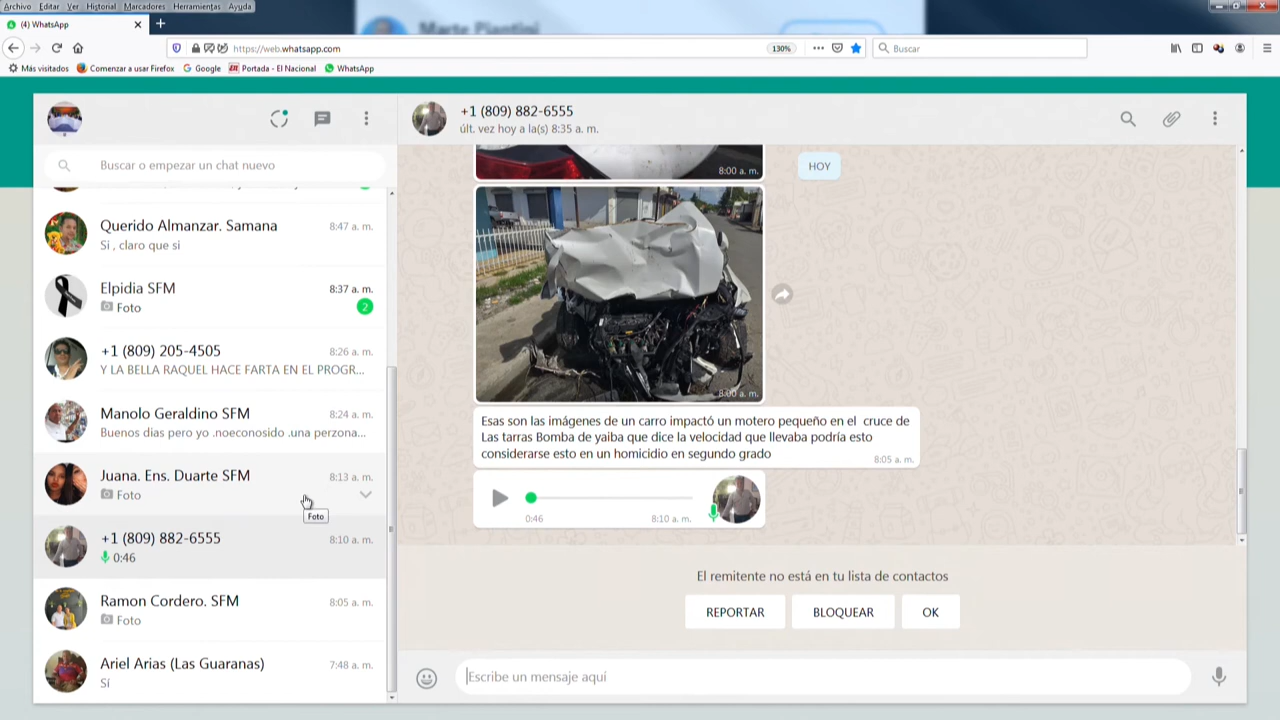 Archivo Editar Ver Historial Marcadores Herramientas Ayuda
(4) WhatsApp
Marte Piantini
https://web.whatsapp.com
130%
Buscar
Más visitados
Comenzar a usar Firefox
Google
Portada - El Nacional
WhatsApp
+1 (809) 882-6555
últ. vez hoy a la(s) 8:35 a. m.
Buscar o empezar un chat nuevo
Querido Almanzar. Samana
8:47 a. m.
Si , claro que si
Elpidia SFM
8:37 a. m.
Foto
2
+1 (809) 205-4505
8:26 a. m.
Y LA BELLA RAQUEL HACE FARTA EN EL PROGR...
Manolo Geraldino SFM
8:24 a. m.
Buenos dias pero yo .noeconosido .una perzona...
Juana. Ens. Duarte SFM
8:13 a. m.
Foto
Foto
+1 (809) 882-6555
8:10 a. m.
0:46
Ramon Cordero. SFM
8:05 a. m.
Foto
Ariel Arias (Las Guaranas)
7:48 a. m.
Sí
8:00 a. m.
HOY
8:00 a. m.
Esas son las imágenes de un carro impactó un motero pequeño en el cruce de
Las tarras Bomba de yaiba que dice la velocidad que llevaba podría esto
considerarse esto en un homicidio en segundo grado
8:05 a. m.
0:46
8:10 a. m.
El remitente no está en tu lista de contactos
REPORTAR
BLOQUEAR
OK
Escribe un mensaje aquí